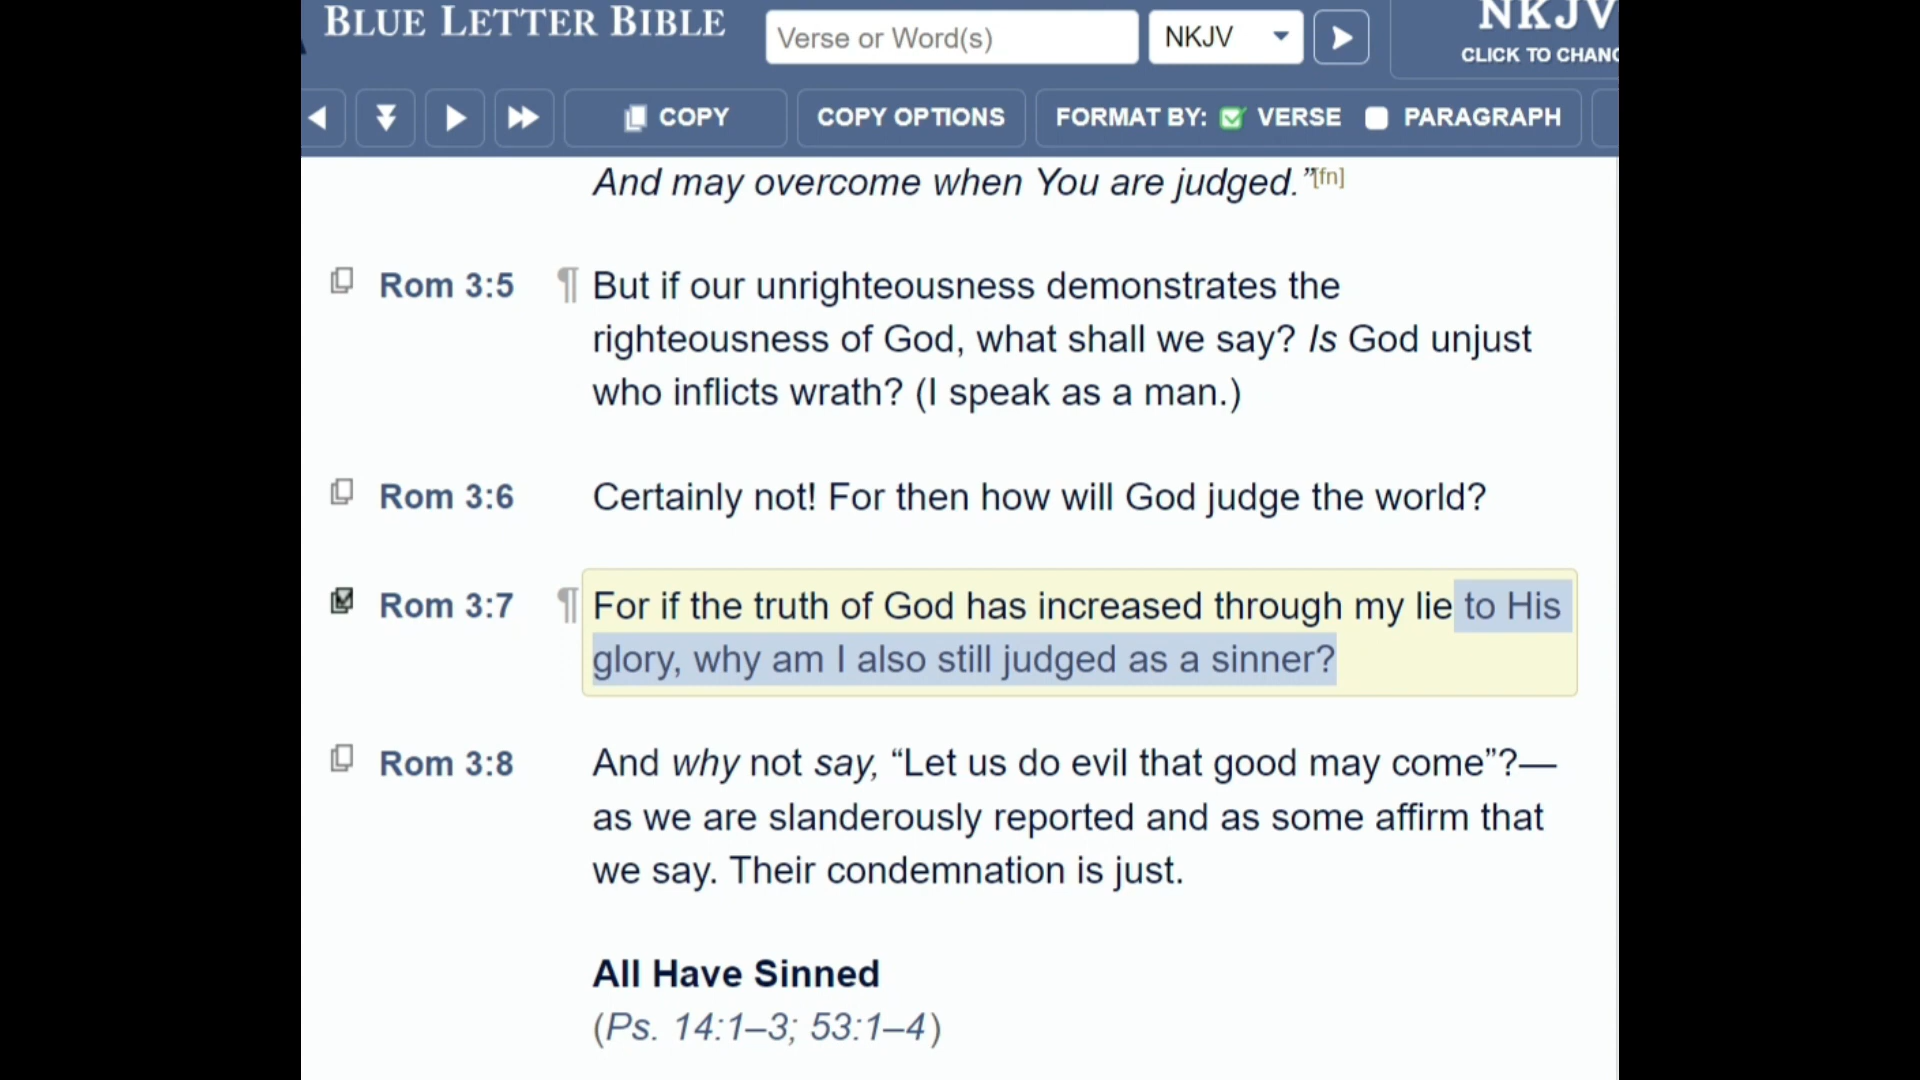 BLUE LETTER BIBLE
Verse or Word(s)
NKJV
NKJV
CLICK TO CHANG
COPY
COPY OPTIONS
FORMAT BY: VERSE PARAGRAPH
And may overcome when You are judged.”[fn]
Rom 3:5 ¶ But if our unrighteousness demonstrates the
righteousness of God, what shall we say? Is God unjust
who inflicts wrath? (I speak as a man.)
Rom 3:6 Certainly not! For then how will God judge the world?
Rom 3:7 ¶ For if the truth of God has increased through my lie to His
glory, why am I also still judged as a sinner?
Rom 3:8 And why not say, “Let us do evil that good may come”?—
as we are slanderously reported and as some affirm that
we say. Their condemnation is just.
All Have Sinned
(Ps. 14:1–3; 53:1–4)